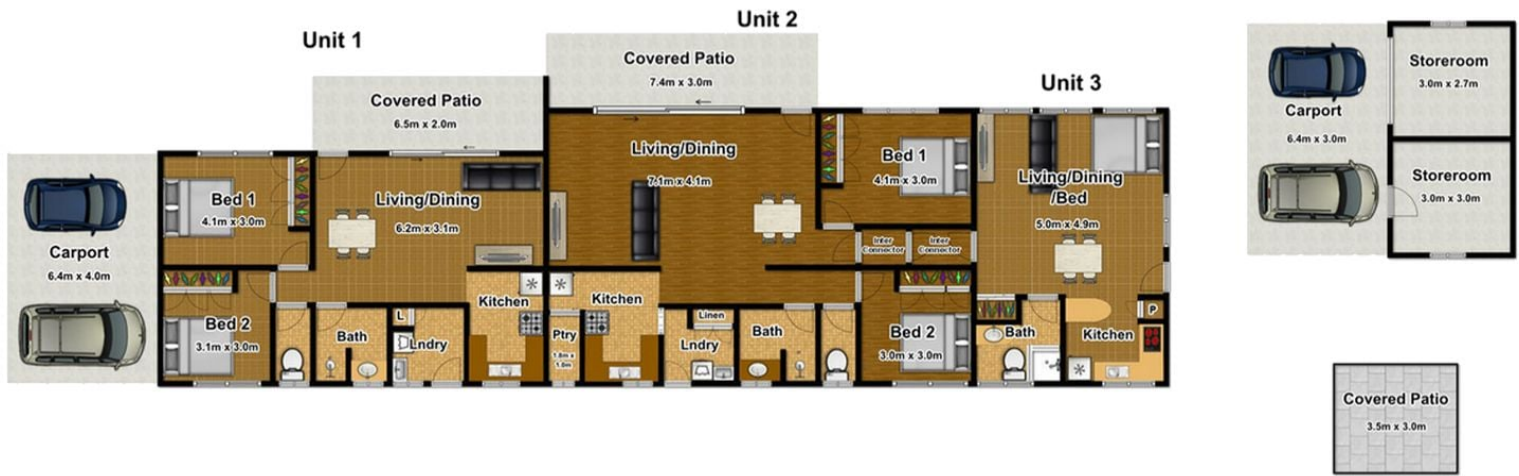 Unit 1
Covered Patio
6.5m x 2.0m
Carport
6.4m x 4.0m
Bed 1
4.1m x 3.0m
Living/Dining
6.2m x 3.1m
Bed 2
3.1m x 3.0m
Bath
L
Lndry
Kitchen
Unit 2
Covered Patio
7.4m x 3.0m
Living/Dining
7.1m x 4.1m
Bed 1
4.1m x 3.0m
Inter
Connector
Inter
Connector
Kitchen
Ptry
1.8m x
1.0m
Linen
Lndry
Bath
Bed 2
3.0m x 3.0m
Unit 3
Living/Dining
/Bed
5.0m x 4.9m
Bath
Kitchen
P
Carport
6.4m x 3.0m
Storeroom
3.0m x 2.7m
Storeroom
3.0m x 3.0m
Covered Patio
3.5m x 3.0m